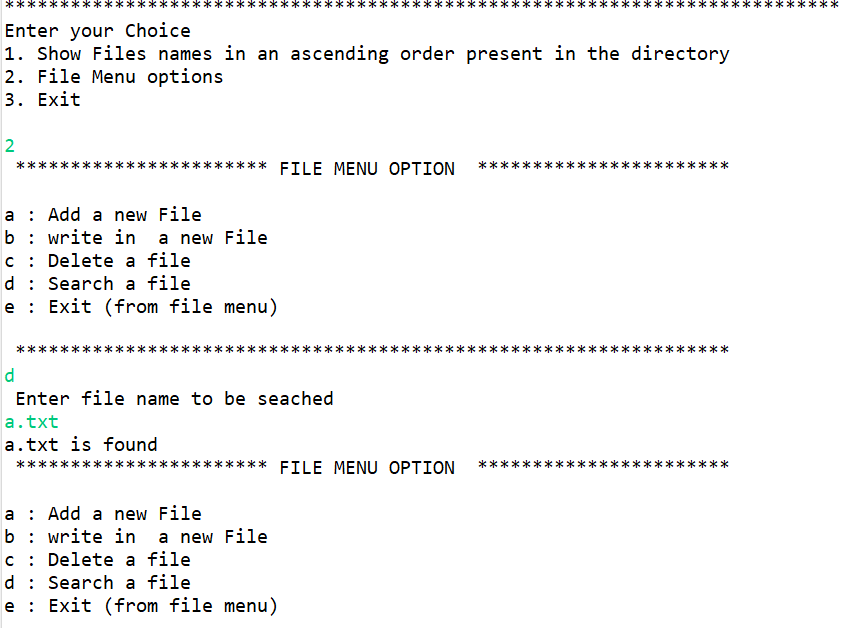 ****************************************************************************
Enter your Choice
1. Show Files names in an ascending order present in the directory
2. File Menu options
3. Exit
2
*********************** FILE MENU OPTION  ***********************
a : Add a new File
b : write in  a new File
c : Delete a file
d : Search a file
e : Exit (from file menu)
*****************************************************************
d
Enter file name to be seached
a.txt
a.txt is found
*********************** FILE MENU OPTION  ***********************
a : Add a new File
b : write in  a new File
c : Delete a file
d : Search a file
e : Exit (from file menu)